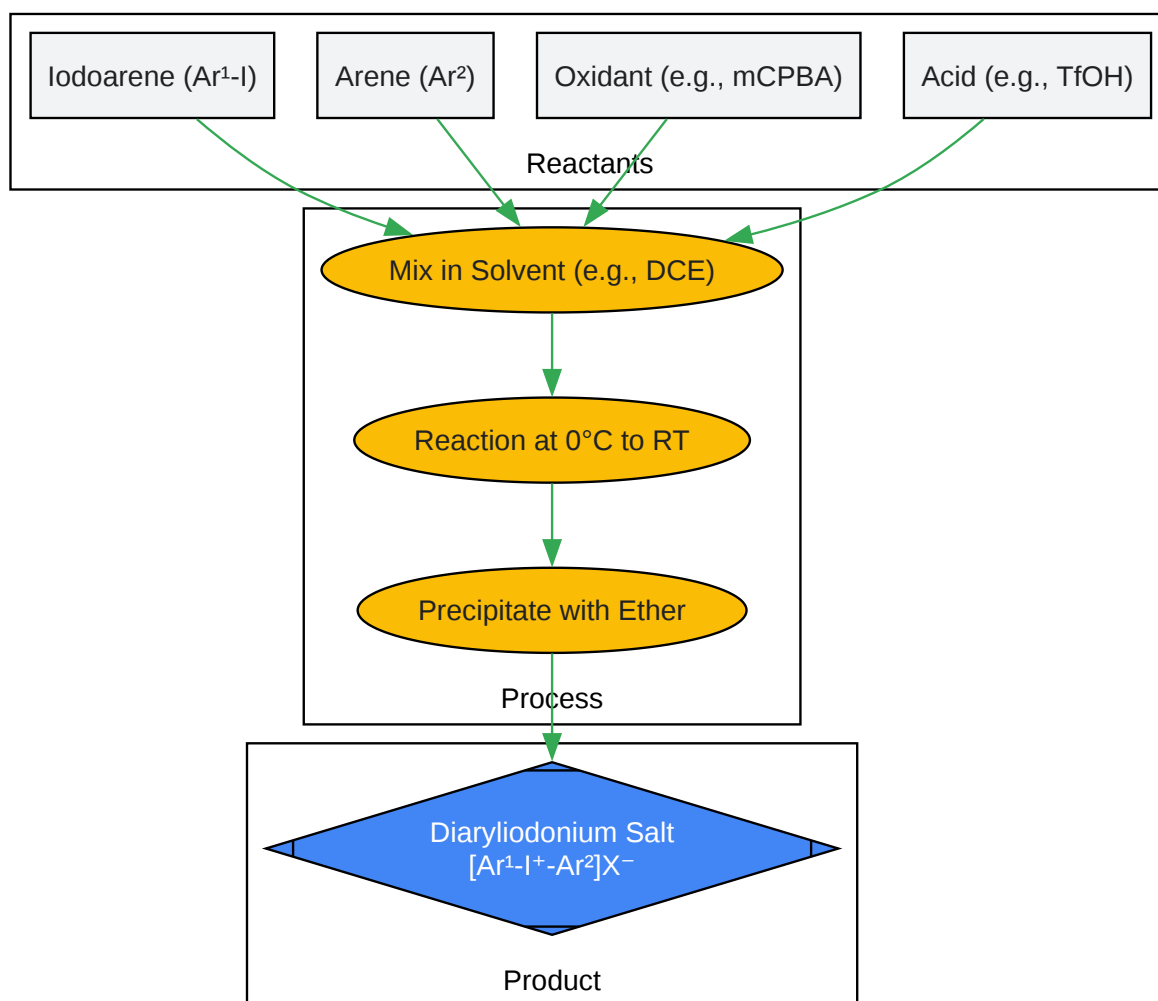 Iodoarene (Ar¹-I)
Arene (Ar²)
Oxidant (e.g., mCPBA)
Acid (e.g., TfOH)
Reactants
Mix in Solvent (e.g., DCE)
Reaction at 0°C to RT
Precipitate with Ether
Process
Diaryliodonium Salt
[Ar¹-I⁺-Ar²]X⁻
Product